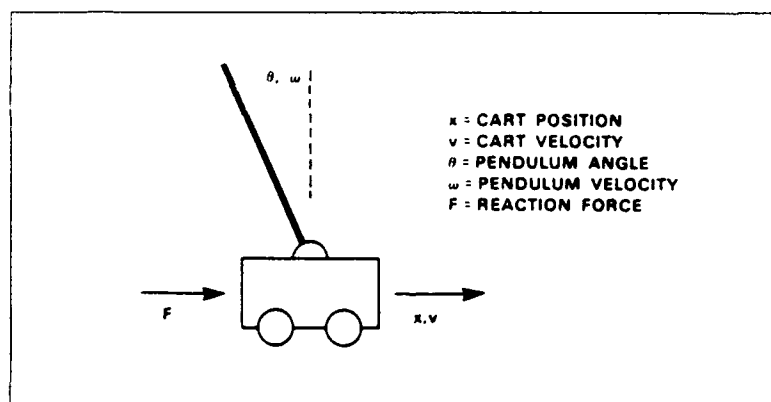 θ, ω
x = CART POSITION
v = CART VELOCITY
θ = PENDULUM ANGLE
ω = PENDULUM VELOCITY
F = REACTION FORCE
F
x,v